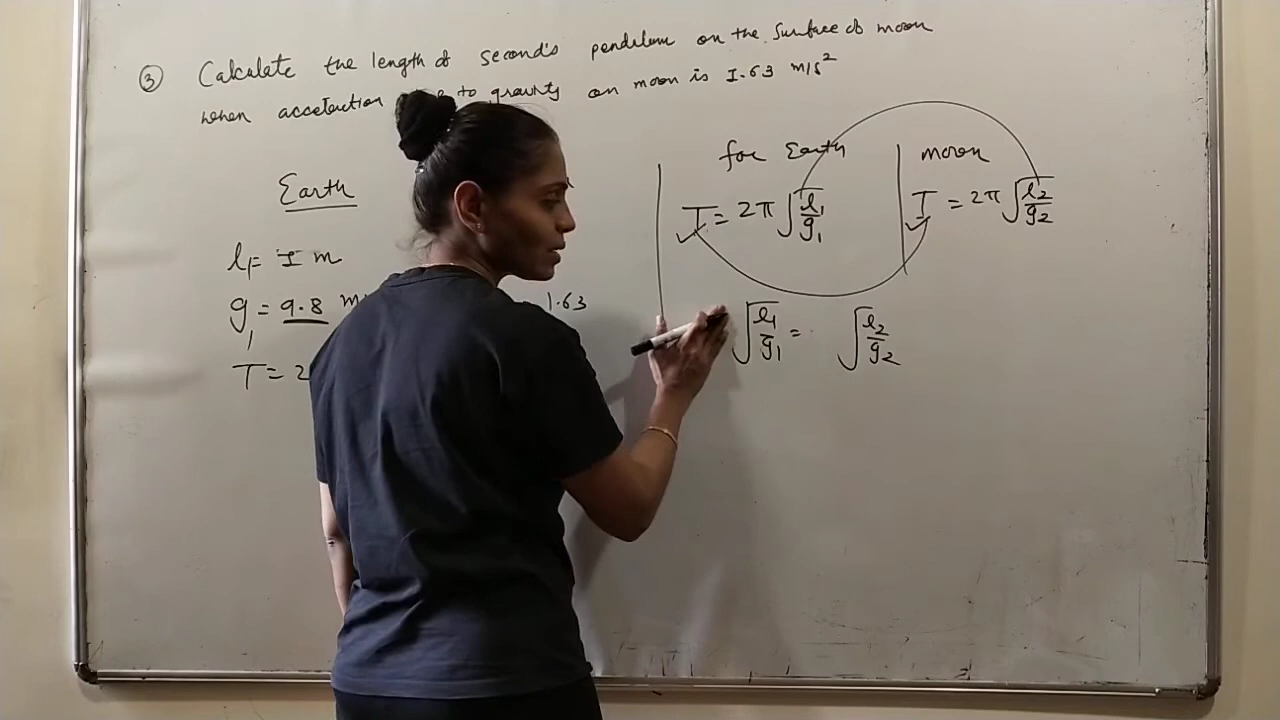 ③ Calculate the length of second's pendulum on the surface of moon
when to gravity on moon is 1.63 m/s²
Earth
l₁= 1 m
g₁ = 9.8
T = 2
1.63
for Earth
T = 2π√(l₁/g₁)
√(l₁/g₁) = √(l₂/g₂)
moon
T = 2π√(l₂/g₂)